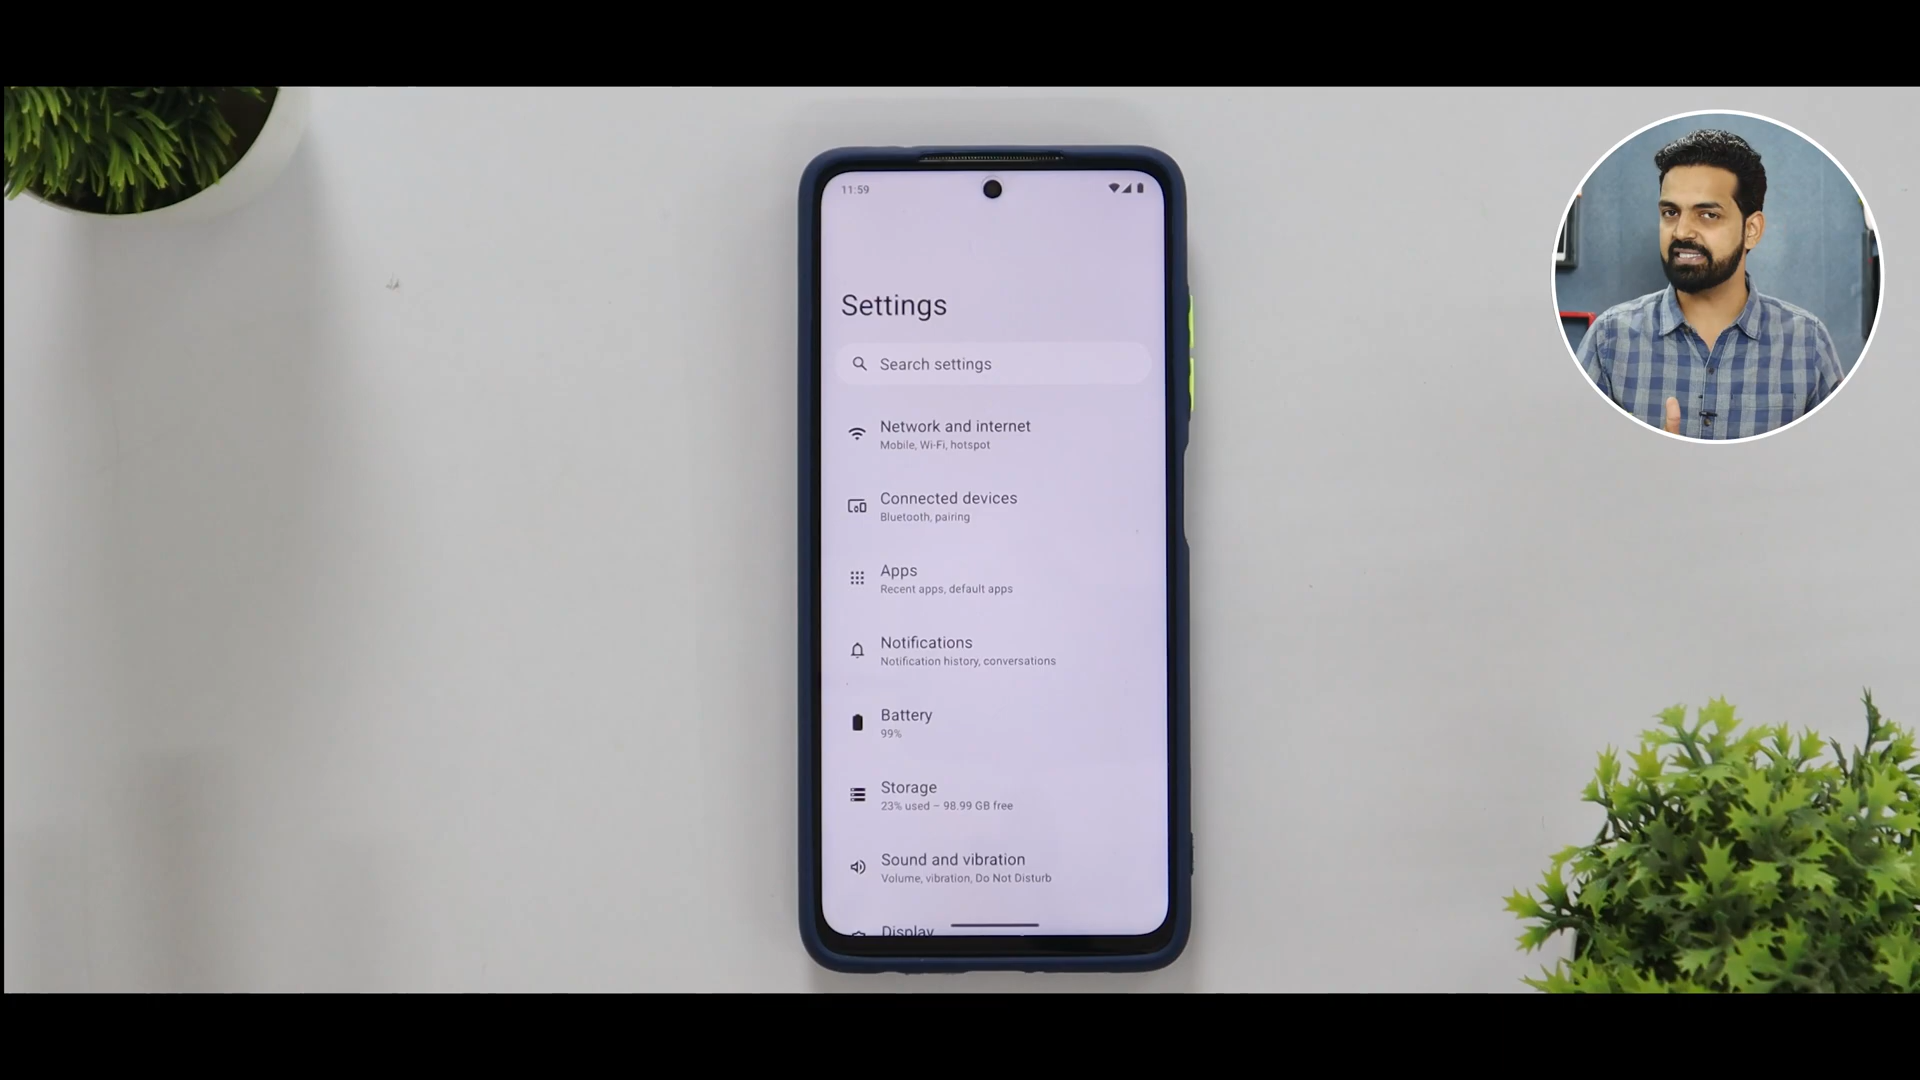 11:59
Settings
Search settings
Network and internet
Mobile, Wi-Fi, hotspot
Connected devices
Bluetooth, pairing
Apps
Recent apps, default apps
Notifications
Notification history, conversations
Battery
99%
Storage
23% used – 98.99 GB free
Sound and vibration
Volume, vibration, Do Not Disturb
Display